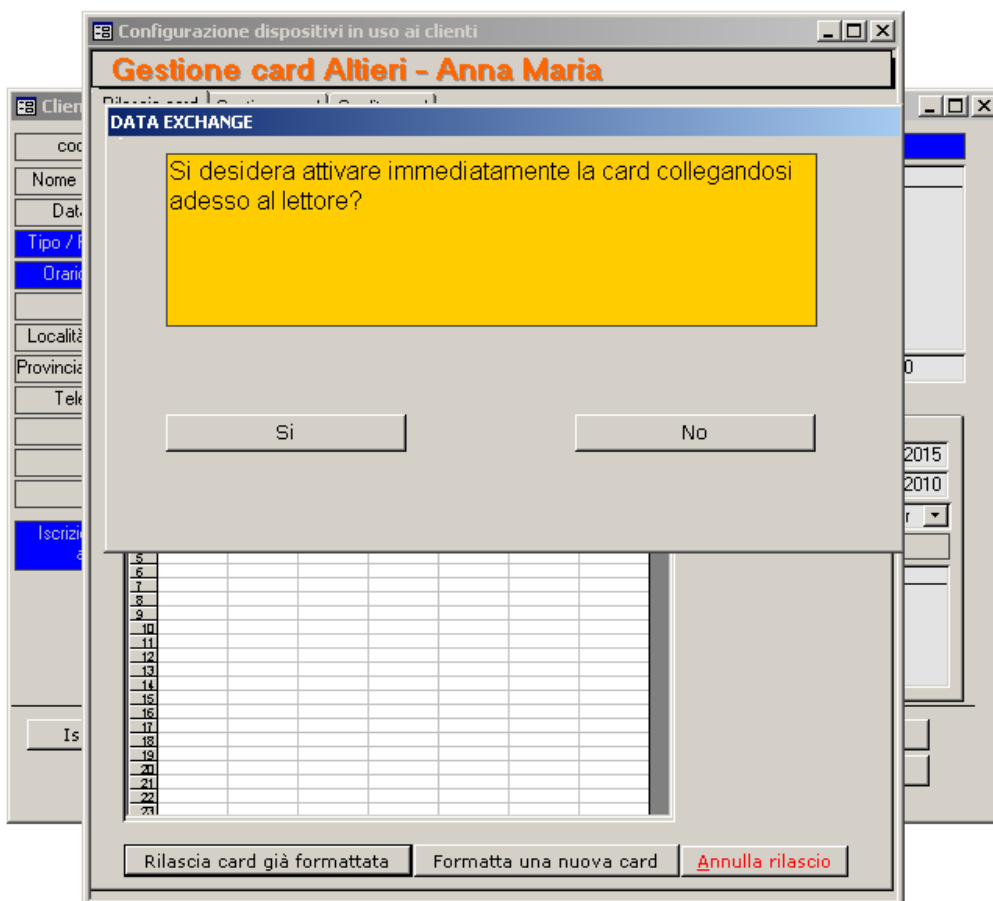 Configurazione dispositivi in uso ai clienti
Gestione card Altieri - Anna Maria
DATA EXCHANGE
Si desidera attivare immediatamente la card collegandosi
adesso al lettore?
Si
No
Nome
Tipo /
Località
Provincia
2015
2010
5
6
7
8
9
10
11
12
13
14
15
16
17
18
19
20
21
22
23
Rilascia card già formattata
Formatta una nuova card
Annulla rilascio